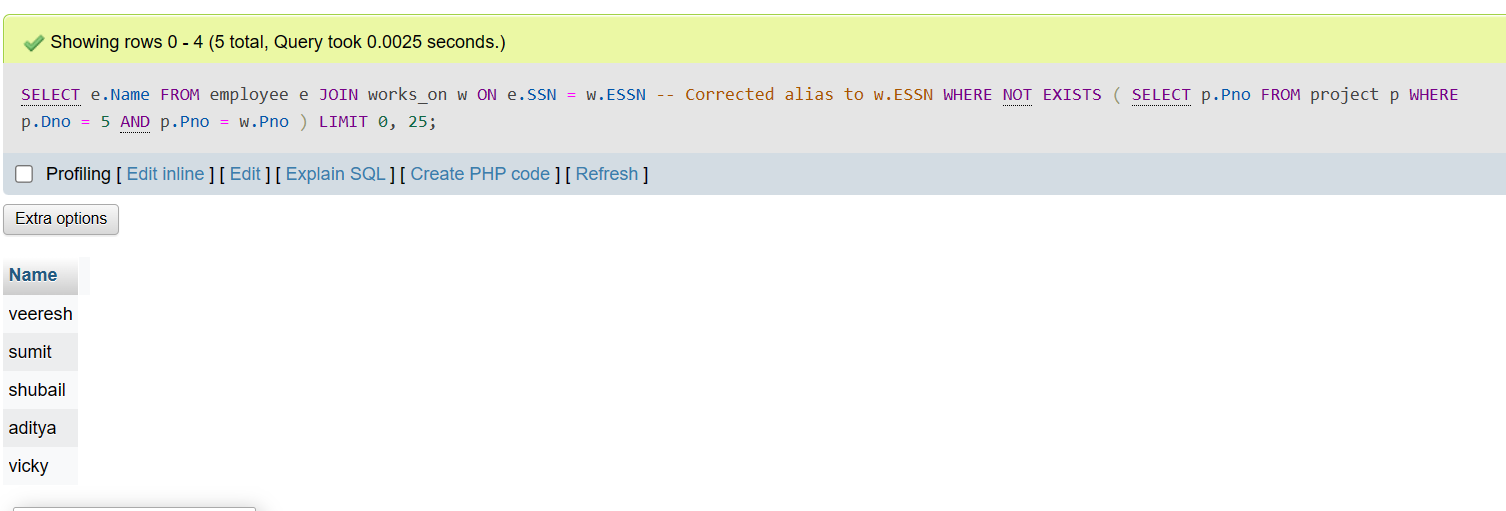 Showing rows 0 - 4 (5 total, Query took 0.0025 seconds.)
SELECT e.Name FROM employee e JOIN works_on w ON e.SSN = w.ESSN -- Corrected alias to w.ESSN WHERE NOT EXISTS ( SELECT p.Pno FROM project p WHERE
p.Dno = 5 AND p.Pno = w.Pno ) LIMIT 0, 25;
Profiling [ Edit inline ] [ Edit ] [ Explain SQL ] [ Create PHP code ] [ Refresh ]
Extra options
Name
veeresh
sumit
shubail
aditya
vicky